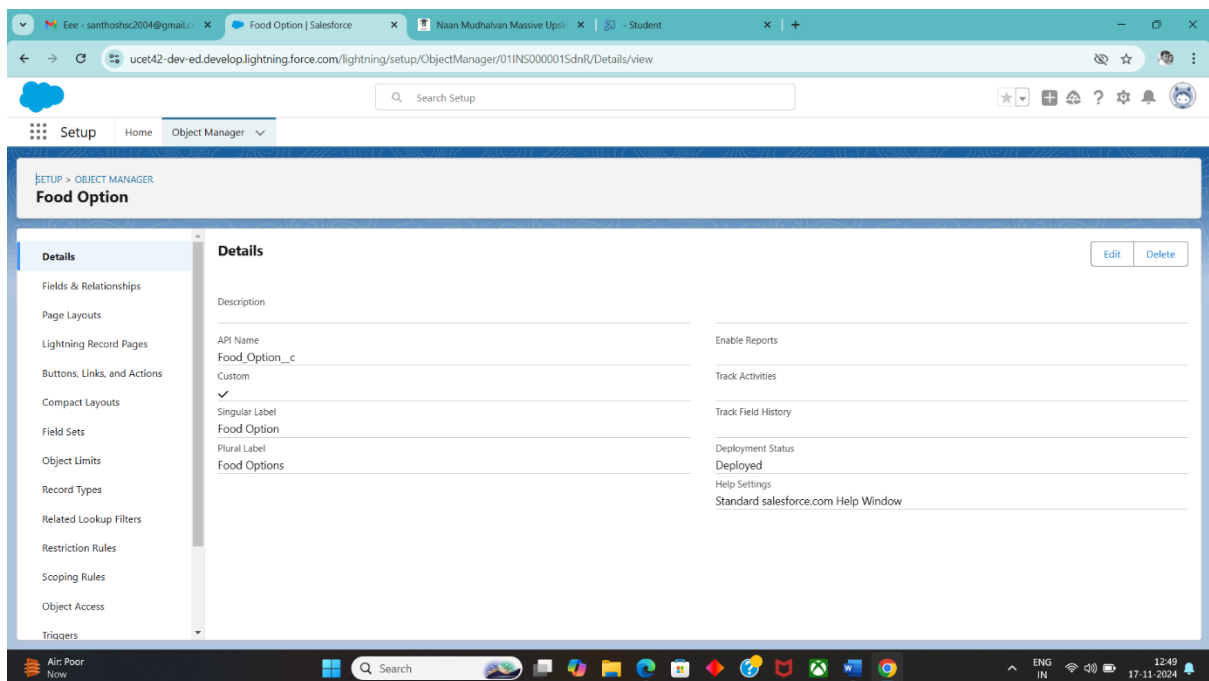 Eee - santhoshsc2004@gmail.c
Food Option | Salesforce
Naan Mudhalvan Massive Upski
- Student
ucet42-dev-ed.develop.lightning.force.com/lightning/setup/ObjectManager/01INS000001SdnR/Details/view
Search Setup
Setup
Home
Object Manager
SETUP > OBJECT MANAGER
Food Option
Details
Fields & Relationships
Page Layouts
Lightning Record Pages
Buttons, Links, and Actions
Compact Layouts
Field Sets
Object Limits
Record Types
Related Lookup Filters
Restriction Rules
Scoping Rules
Object Access
Triggers
Details
Edit
Delete
Description
API Name
Food_Option__c
Custom
Singular Label
Food Option
Plural Label
Food Options
Enable Reports
Track Activities
Track Field History
Deployment Status
Deployed
Help Settings
Standard salesforce.com Help Window
Air: Poor
Now
Search
ENG
IN
12:49
17-11-2024